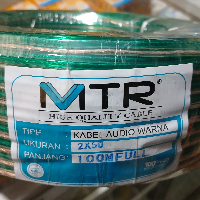 MTR®
HIGH QUALITY CABLE
TIPE : KABEL AUDIO WARNA
UKURAN : 2X50
PANJANG : 100M FULL